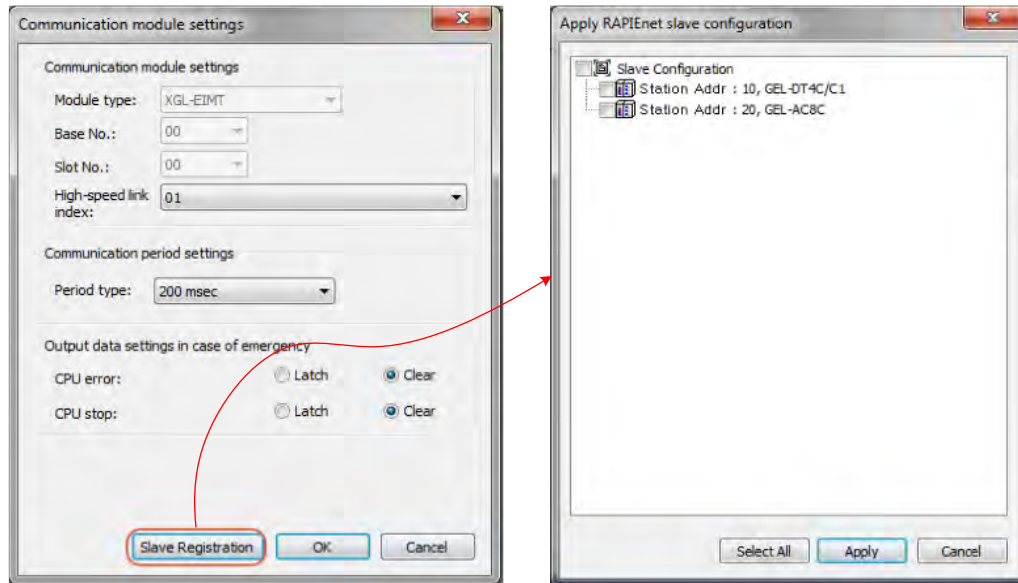 Communication module settings
Communication module settings
Module type: XGL-EIMT
Base No.: 00
Slot No.: 00
High-speed link index: 01
Communication period settings
Period type: 200 msec
Output data settings in case of emergency
CPU error: Latch Clear
CPU stop: Latch Clear
Slave Registration OK Cancel
Apply RAPIEnet slave configuration
Slave Configuration
Station Addr : 10, GEL-DT4C/C1
Station Addr : 20, GEL-AC8C
Select All Apply Cancel